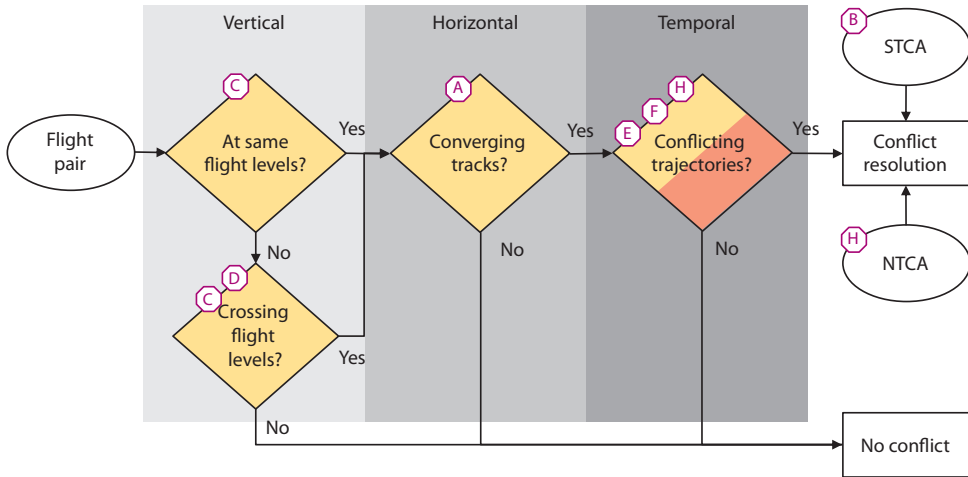 Vertical
Horizontal
Temporal
B
STCA
C
A
H
F
E
Flight
pair
At same
flight levels?
Yes
Converging
tracks?
Yes
Conflicting
trajectories?
Yes
Conflict
resolution
No
No
No
H
NTCA
D
C
Crossing
flight
levels?
Yes
No
No conflict